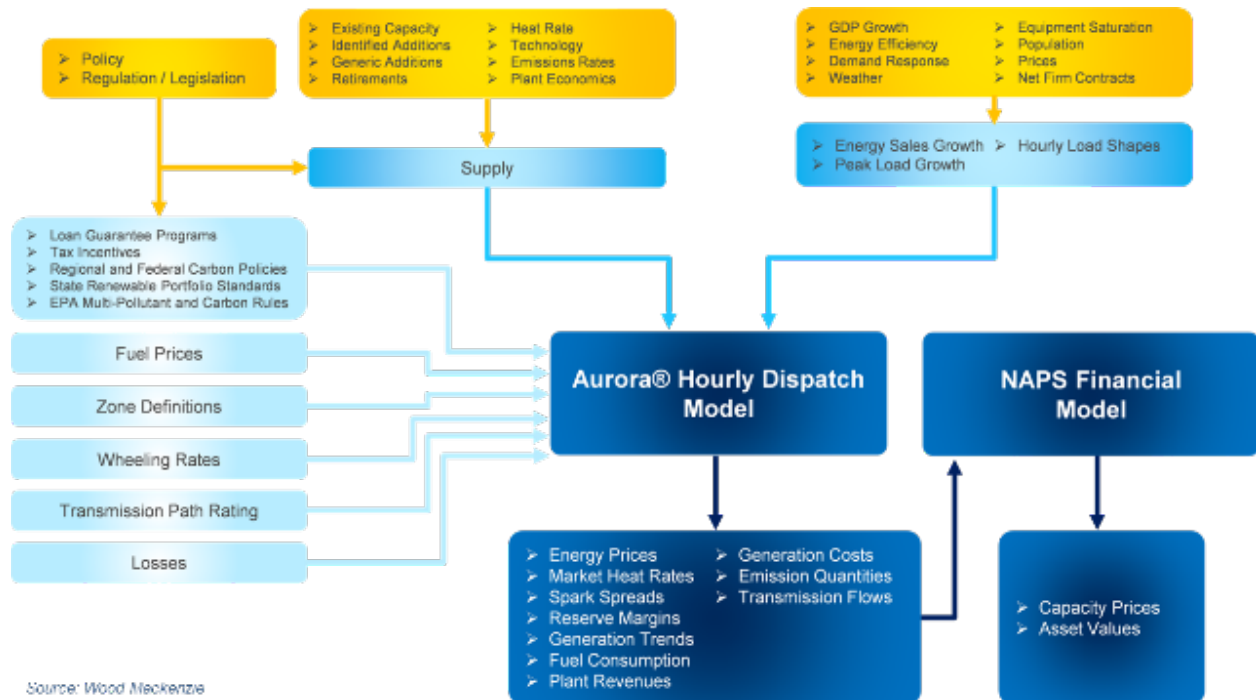 Policy
Regulation / Legislation
Existing Capacity
Identified Additions
Generic Additions
Retirements
Heat Rate
Technology
Emissions Rates
Plant Economics
GDP Growth
Energy Efficiency
Demand Response
Weather
Equipment Saturation
Population
Prices
Net Firm Contracts
Supply
Energy Sales Growth
Peak Load Growth
Hourly Load Shapes
Loan Guarantee Programs
Tax Incentives
Regional and Federal Carbon Policies
State Renewable Portfolio Standards
EPA Multi-Pollutant and Carbon Rules
Fuel Prices
Zone Definitions
Wheeling Rates
Transmission Path Rating
Losses
Aurora® Hourly Dispatch
Model
NAPS Financial
Model
Energy Prices
Market Heat Rates
Spark Spreads
Reserve Margins
Generation Trends
Fuel Consumption
Plant Revenues
Generation Costs
Emission Quantities
Transmission Flows
Capacity Prices
Asset Values
Source: Wood Mackenzie